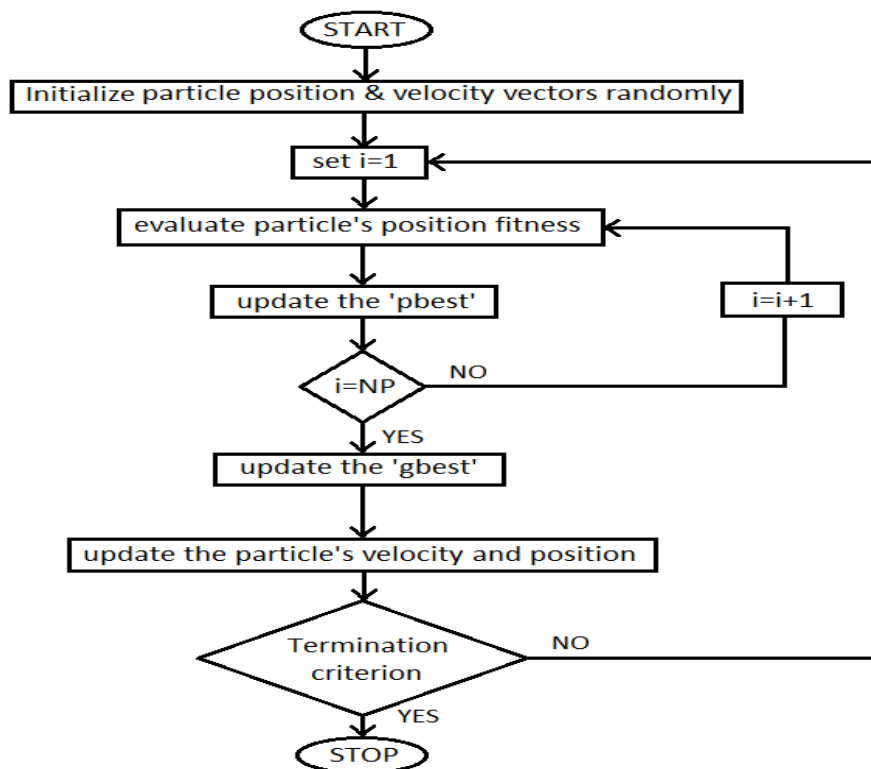 START
Initialize particle position & velocity vectors randomly
set i=1
evaluate particle's position fitness
update the 'pbest'
i=i+1
i=NP
NO
YES
update the 'gbest'
update the particle's velocity and position
Termination
criterion
NO
YES
STOP